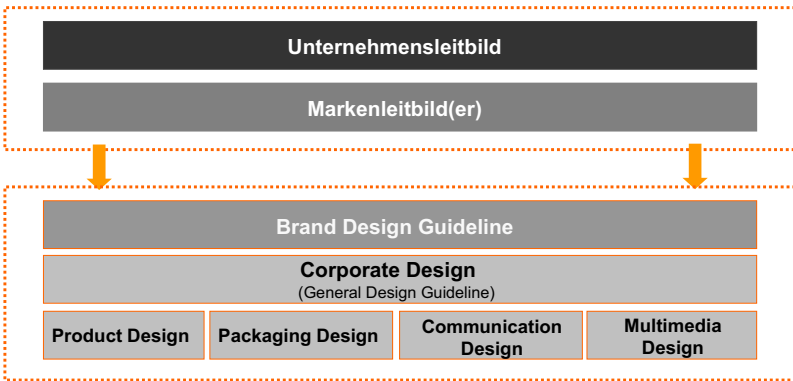 Unternehmensleitbild
Markenleitbild(er)
Brand Design Guideline
Corporate Design
(General Design Guideline)
Product Design
Packaging Design
Communication
Design
Multimedia
Design